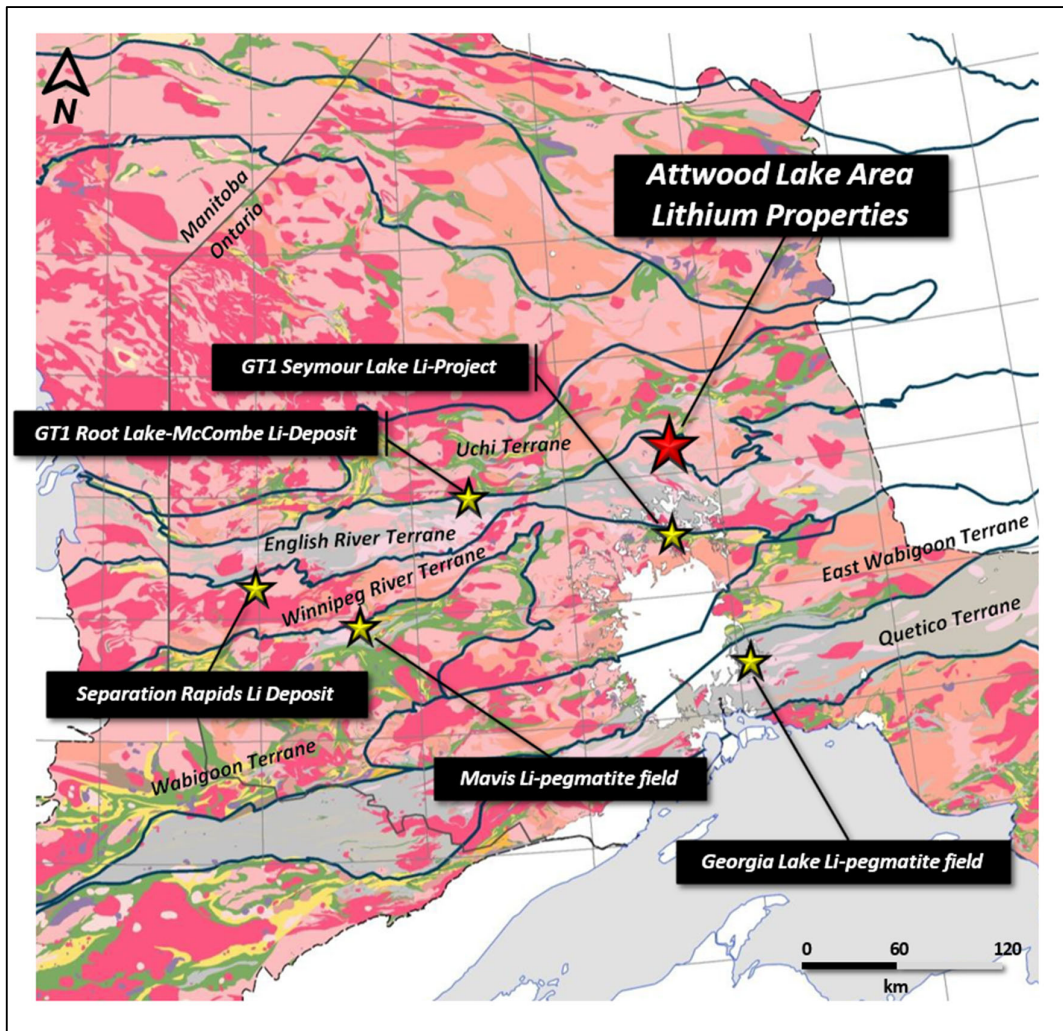 N
Manitoba
Ontario
Attwood Lake Area
Lithium Properties
GT1 Seymour Lake Li-Project
GT1 Root Lake-McCombe Li-Deposit
Uchi Terrane
English River Terrane
Winnipeg River Terrane
East Wabigoon Terrane
Quetico Terrane
Separation Rapids Li Deposit
Wabigoon Terrane
Mavis Li-pegmatite field
Georgia Lake Li-pegmatite field
0 60 120
km